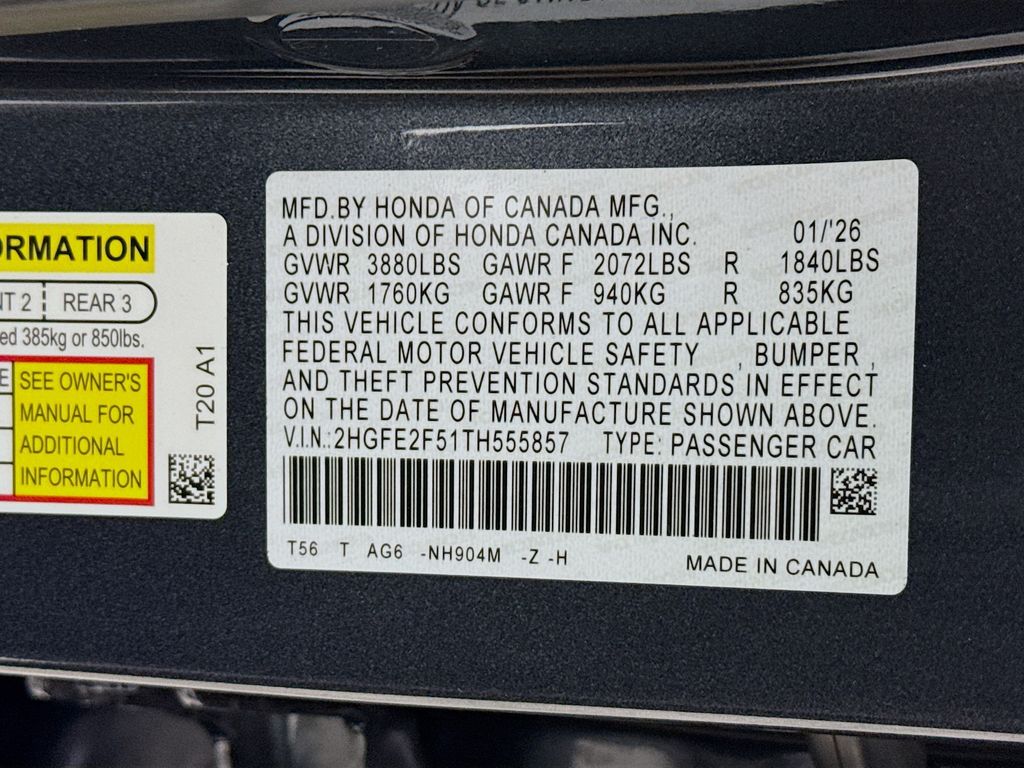 ORMATION
NT 2 REAR 3
ed 385kg or 850lbs.
E SEE OWNER'S
MANUAL FOR
ADDITIONAL
INFORMATION
T20 A1
MFD.BY HONDA OF CANADA MFG.,
A DIVISION OF HONDA CANADA INC. 01/'26
GVWR 3880LBS GAWR F 2072LBS R 1840LBS
GVWR 1760KG GAWR F 940KG R 835KG
THIS VEHICLE CONFORMS TO ALL APPLICABLE
FEDERAL MOTOR VEHICLE SAFETY , BUMPER ,
AND THEFT PREVENTION STANDARDS IN EFFECT
ON THE DATE OF MANUFACTURE SHOWN ABOVE.
V.I.N.:2HGFE2F51TH555857 TYPE: PASSENGER CAR
T56 T AG6 -NH904M -Z -H
MADE IN CANADA